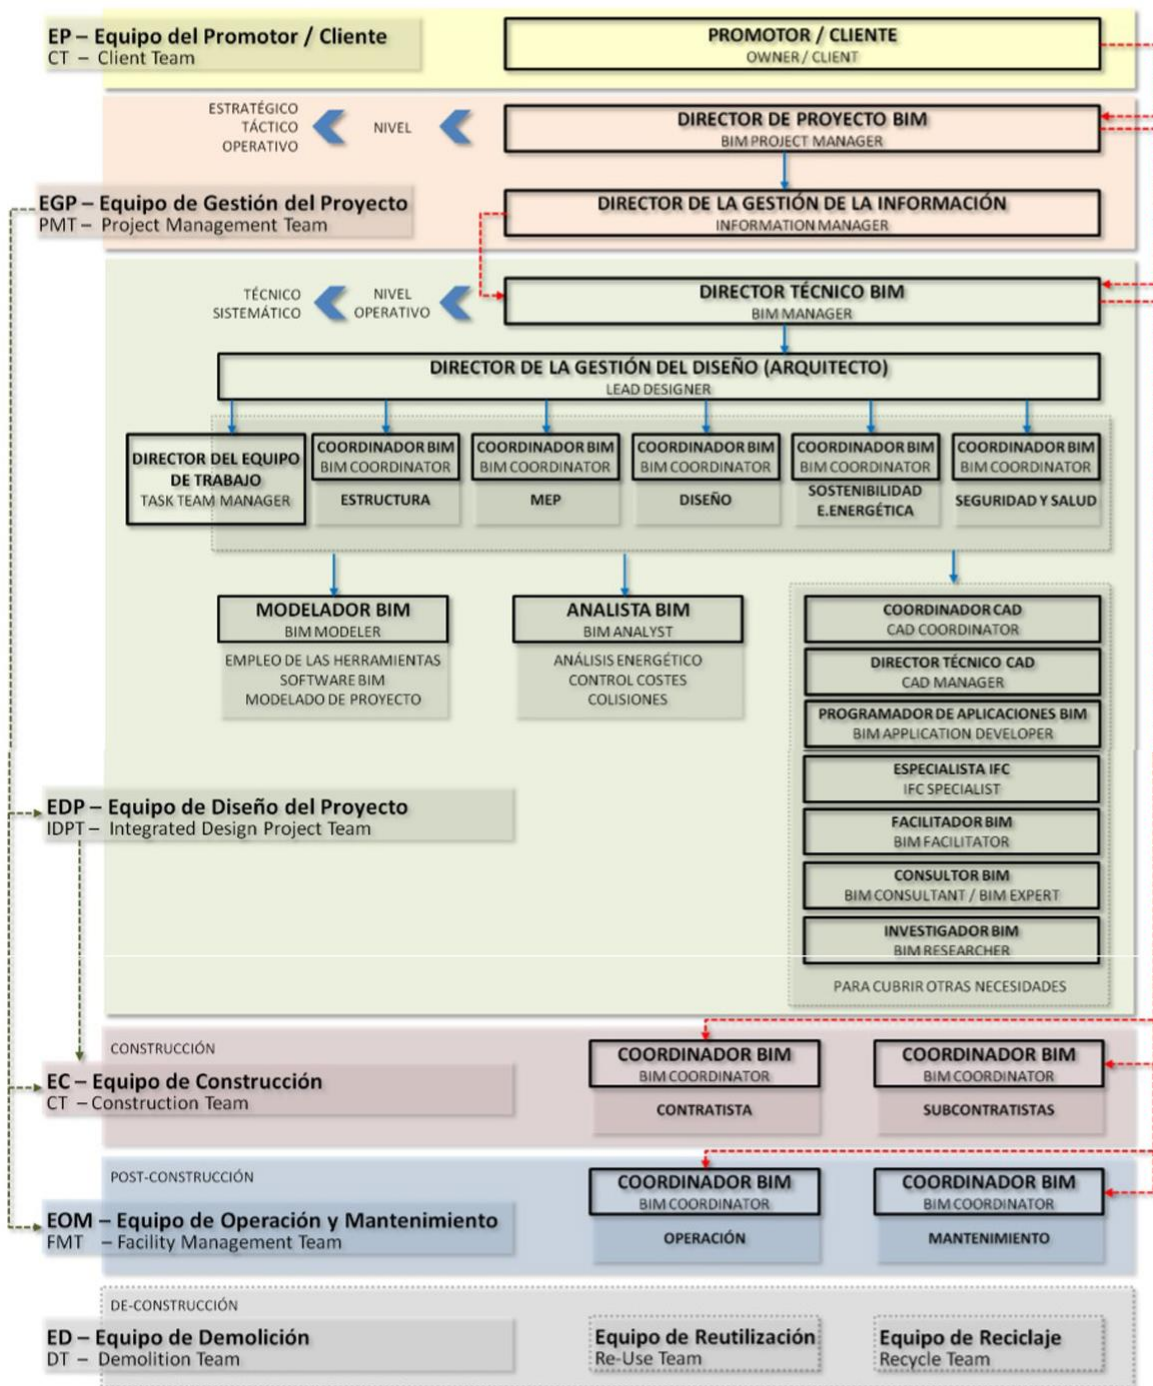 EP – Equipo del Promotor / Cliente
CT – Client Team
PROMOTOR / CLIENTE
OWNER / CLIENT
ESTRATÉGICO
TÁCTICO
OPERATIVO
NIVEL
DIRECTOR DE PROYECTO BIM
BIM PROJECT MANAGER
EGP – Equipo de Gestión del Proyecto
PMT – Project Management Team
DIRECTOR DE LA GESTIÓN DE LA INFORMACIÓN
INFORMATION MANAGER
TÉCNICO
SISTEMÁTICO
NIVEL
OPERATIVO
DIRECTOR TÉCNICO BIM
BIM MANAGER
DIRECTOR DE LA GESTIÓN DEL DISEÑO (ARQUITECTO)
LEAD DESIGNER
DIRECTOR DEL EQUIPO
DE TRABAJO
TASK TEAM MANAGER
COORDINADOR BIM
BIM COORDINATOR
ESTRUCTURA
COORDINADOR BIM
BIM COORDINATOR
MEP
COORDINADOR BIM
BIM COORDINATOR
DISEÑO
COORDINADOR BIM
BIM COORDINATOR
SOSTENIBILIDAD
E.ENERGÉTICA
COORDINADOR BIM
BIM COORDINATOR
SEGURIDAD Y SALUD
MODELADOR BIM
BIM MODELER
EMPLEO DE LAS HERRAMIENTAS
SOFTWARE BIM
MODELADO DE PROYECTO
ANALISTA BIM
BIM ANALYST
ANÁLISIS ENERGÉTICO
CONTROL COSTES
COLISIONES
COORDINADOR CAD
CAD COORDINATOR
DIRECTOR TÉCNICO CAD
CAD MANAGER
PROGRAMADOR DE APLICACIONES BIM
BIM APPLICATION DEVELOPER
ESPECIALISTA IFC
IFC SPECIALIST
FACILITADOR BIM
BIM FACILITATOR
CONSULTOR BIM
BIM CONSULTANT / BIM EXPERT
INVESTIGADOR BIM
BIM RESEARCHER
PARA CUBRIR OTRAS NECESIDADES
EDP – Equipo de Diseño del Proyecto
IDPT – Integrated Design Project Team
CONSTRUCCIÓN
EC – Equipo de Construcción
CT – Construction Team
COORDINADOR BIM
BIM COORDINATOR
CONTRATISTA
COORDINADOR BIM
BIM COORDINATOR
SUBCONTRATISTAS
POST-CONSTRUCCIÓN
EOM – Equipo de Operación y Mantenimiento
FMT – Facility Management Team
COORDINADOR BIM
BIM COORDINATOR
OPERACIÓN
COORDINADOR BIM
BIM COORDINATOR
MANTENIMIENTO
DE-CONSTRUCCIÓN
ED – Equipo de Demolición
DT – Demolition Team
Equipo de Reutilización
Re-Use Team
Equipo de Reciclaje
Recycle Team